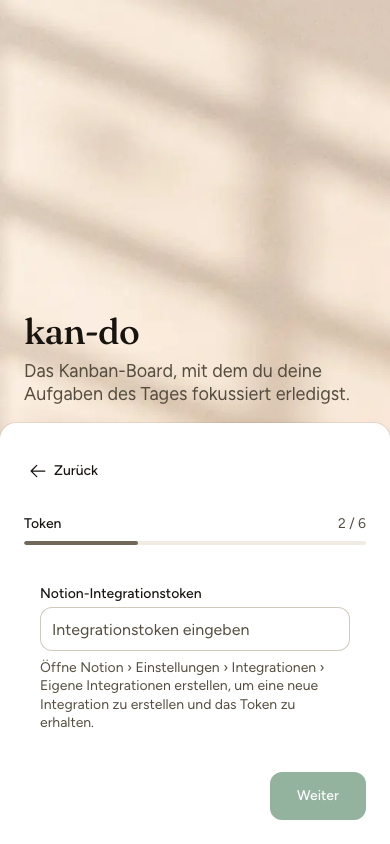 kan-do
Das Kanban-Board, mit dem du deine
Aufgaben des Tages fokussiert erledigst.
← Zurück
Token
2 / 6
Notion-Integrationstoken
Integrationstoken eingeben
Öffne Notion › Einstellungen › Integrationen ›
Eigene Integrationen erstellen, um eine neue
Integration zu erstellen und das Token zu
erhalten.
Weiter